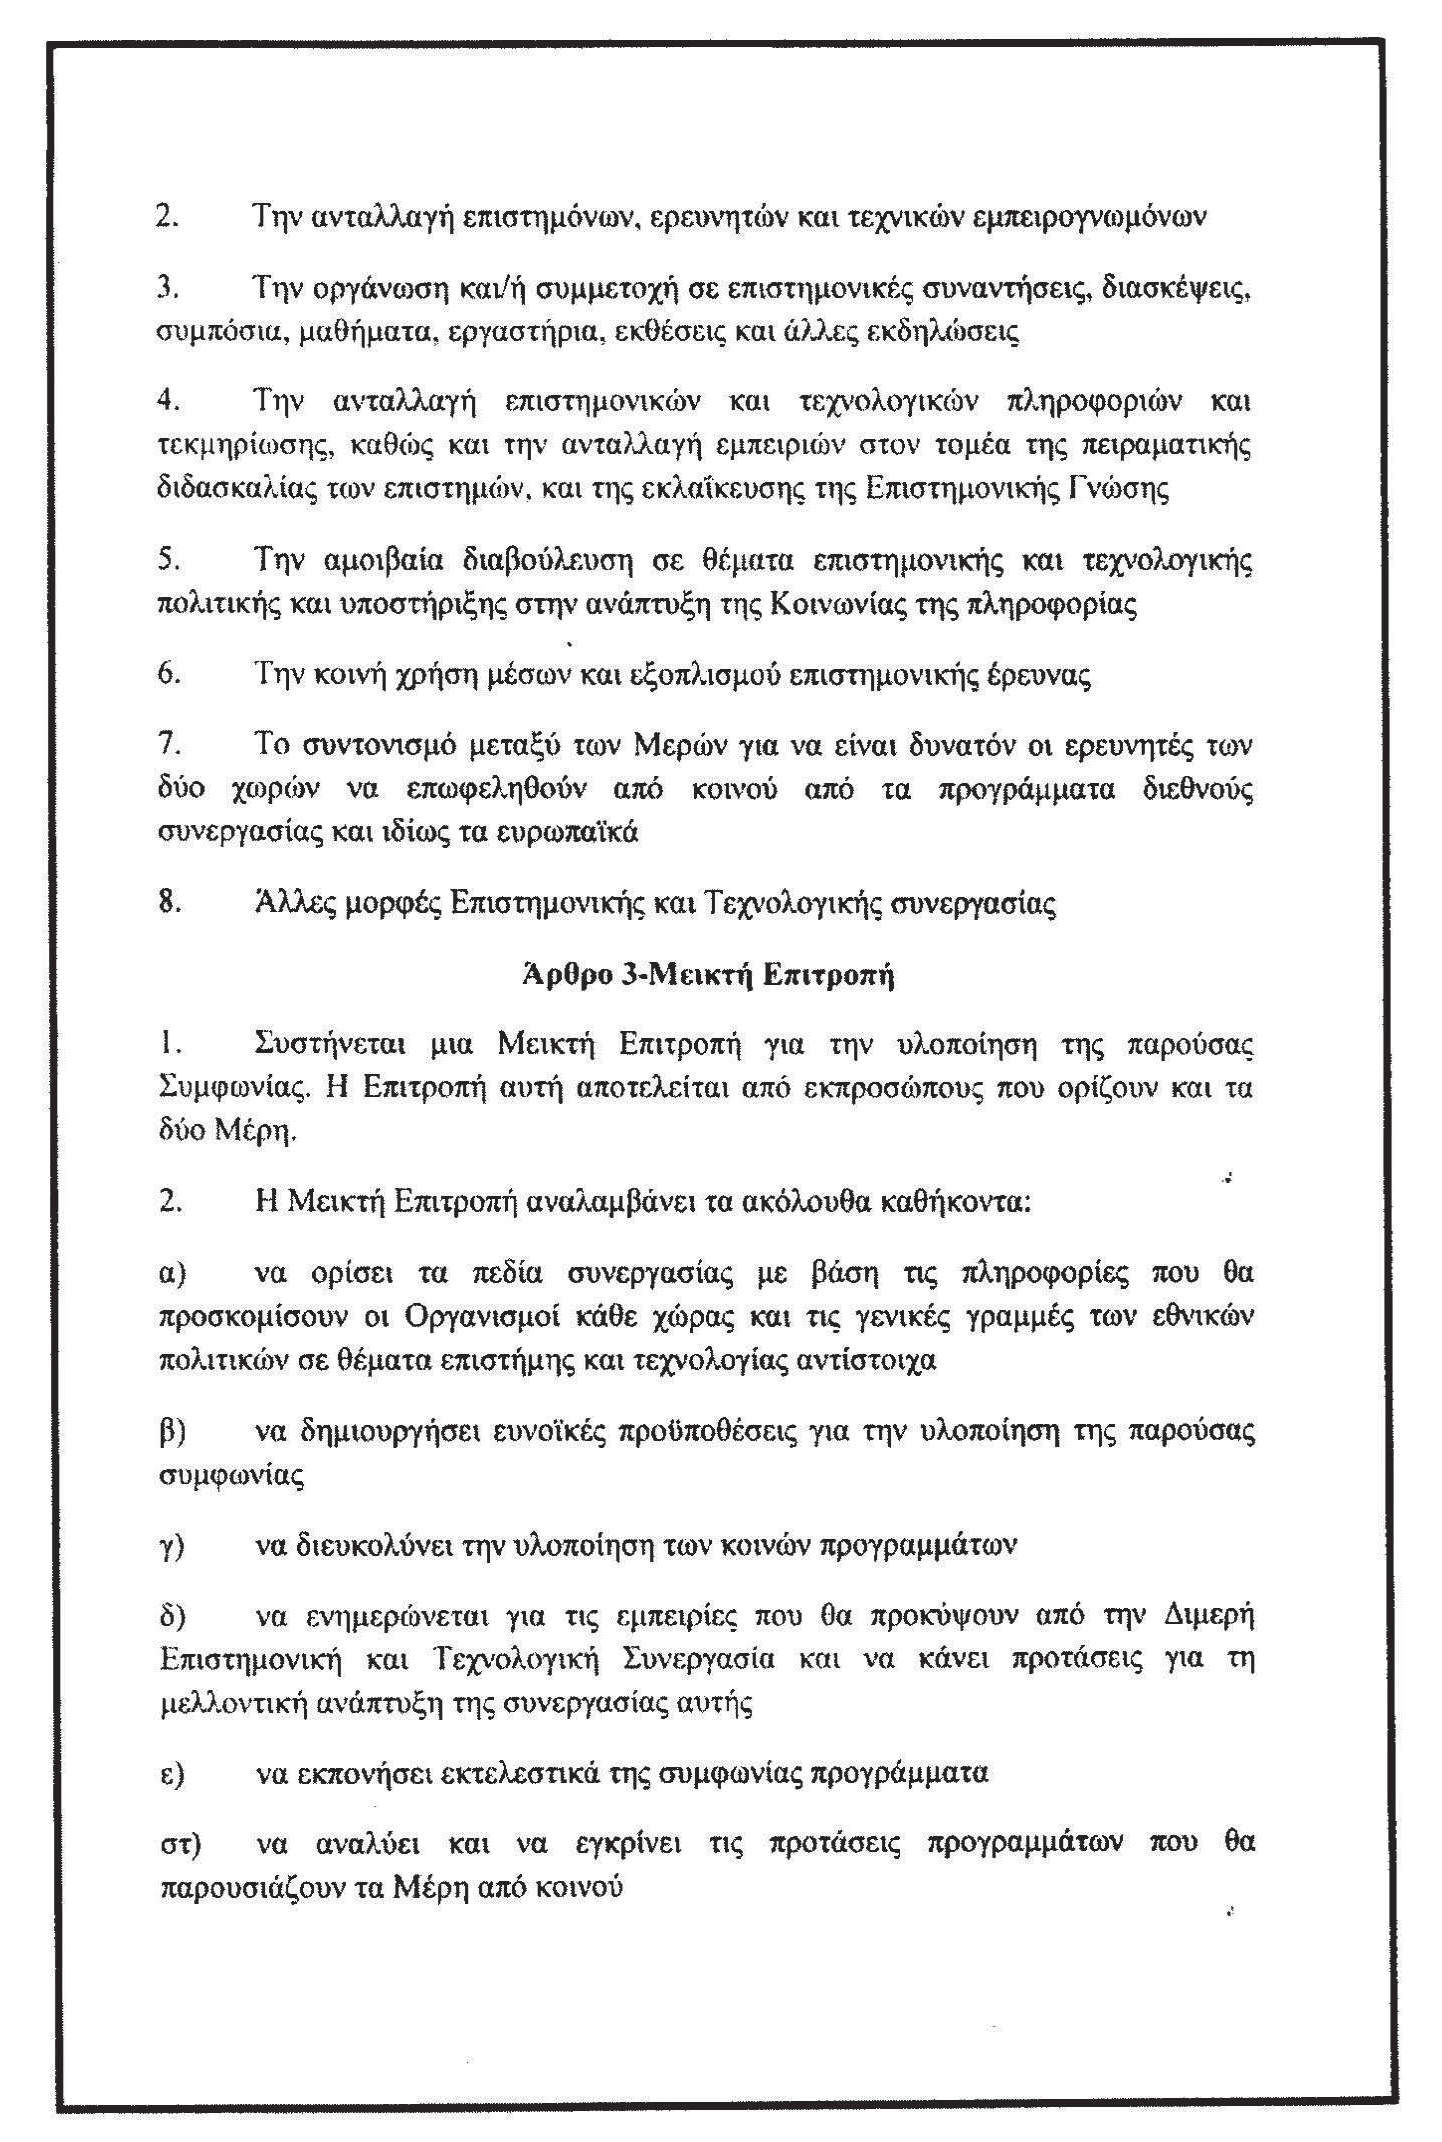 2. Την ανταλλαγή επιστημόνων, ερευνητών και τεχνικών εμπειρογνωμόνων
3. Την οργάνωση και/ή συμμετοχή σε επιστημονικές συναντήσεις, διασκέψεις,
συμπόσια, μαθήματα, εργαστήρια, εκθέσεις και άλλες εκδηλώσεις
4. Την ανταλλαγή επιστημονικών και τεχνολογικών πληροφοριών και
τεκμηρίωσης, καθώς και την ανταλλαγή εμπειριών στον τομέα της πειραματικής
διδασκαλίας των επιστημών, και της εκλαΐκευσης της Επιστημονικής Γνώσης
5. Την αμοιβαία διαβούλευση σε θέματα επιστημονικής και τεχνολογικής
πολιτικής και υποστήριξης στην ανάπτυξη της Κοινωνίας της πληροφορίας
6. Την κοινή χρήση μέσων και εξοπλισμού επιστημονικής έρευνας
7. Το συντονισμό μεταξύ των Μερών για να είναι δυνατόν οι ερευνητές των
δύο χωρών να επωφεληθούν από κοινού από τα προγράμματα διεθνούς
συνεργασίας και ιδίως τα ευρωπαϊκά
8. Άλλες μορφές Επιστημονικής και Τεχνολογικής συνεργασίας
Άρθρο 3-Μεικτή Επιτροπή
1. Συστήνεται μια Μεικτή Επιτροπή για την υλοποίηση της παρούσας
Συμφωνίας. Η Επιτροπή αυτή αποτελείται από εκπροσώπους που ορίζουν και τα
δύο Μέρη.
2. Η Μεικτή Επιτροπή αναλαμβάνει τα ακόλουθα καθήκοντα:
α) να ορίσει τα πεδία συνεργασίας με βάση τις πληροφορίες που θα
προσκομίσουν οι Οργανισμοί κάθε χώρας και τις γενικές γραμμές των εθνικών
πολιτικών σε θέματα επιστήμης και τεχνολογίας αντίστοιχα
β) να δημιουργήσει ευνοϊκές προϋποθέσεις για την υλοποίηση της παρούσας
συμφωνίας
γ) να διευκολύνει την υλοποίηση των κοινών προγραμμάτων
δ) να ενημερώνεται για τις εμπειρίες που θα προκύψουν από την Διμερή
Επιστημονική και Τεχνολογική Συνεργασία και να κάνει προτάσεις για τη
μελλοντική ανάπτυξη της συνεργασίας αυτής
ε) να εκπονήσει εκτελεστικά της συμφωνίας προγράμματα
στ) να αναλύει και να εγκρίνει τις προτάσεις προγραμμάτων που θα
παρουσιάζουν τα Μέρη από κοινού